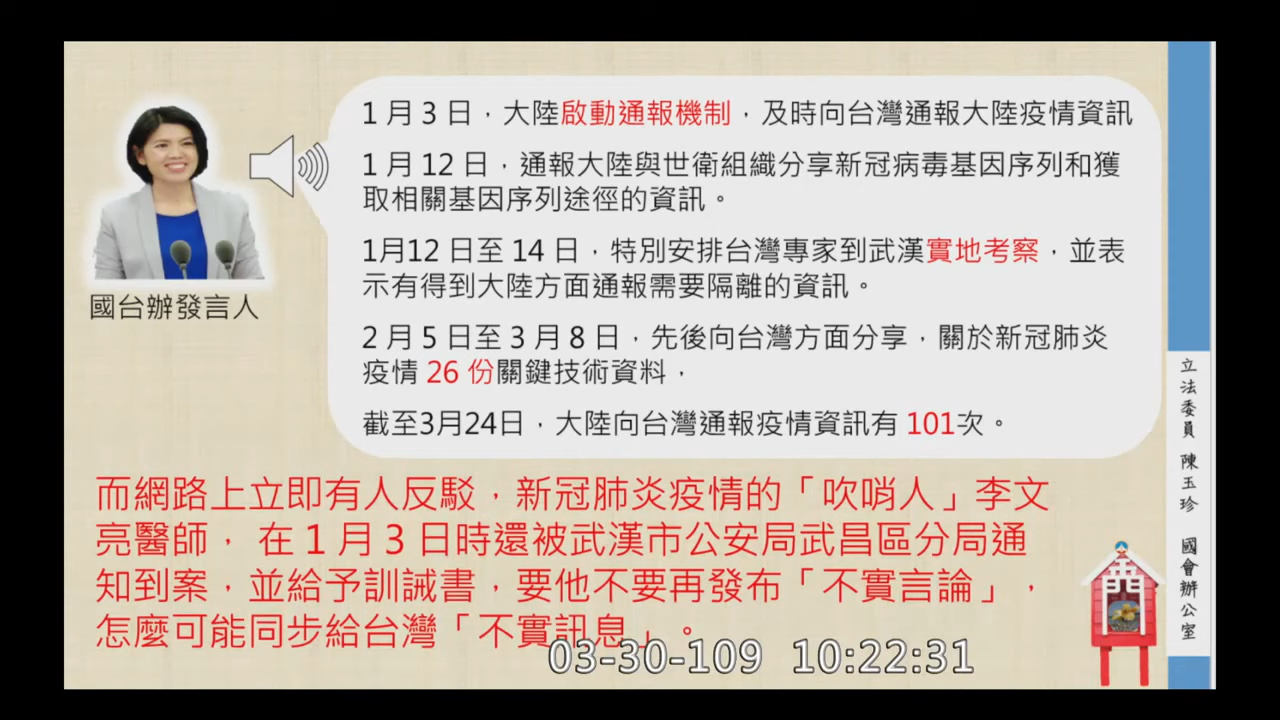 1 月 3 日，大陸啟動通報機制，及時向台灣通報大陸疫情資訊
1 月 12 日，通報大陸與世衛組織分享新冠病毒基因序列和獲
取相關基因序列途徑的資訊。
1月12 日至 14 日，特別安排台灣專家到武漢實地考察，並表
示有得到大陸方面通報需要隔離的資訊。
2 月 5 日至 3 月 8 日，先後向台灣方面分享，關於新冠肺炎
疫情 26 份關鍵技術資料，
截至3月24日，大陸向台灣通報疫情資訊有 101次。
國台辦發言人
而網路上立即有人反駁，新冠肺炎疫情的「吹哨人」李文
亮醫師， 在 1 月 3 日時還被武漢市公安局武昌區分局通
知到案，並給予訓誡書，要他不要再發布「不實言論」，
怎麼可能同步給台灣「不實訊息」。
立法委員 陳玉珍 國會辦公室
03-30-109 10:22:31